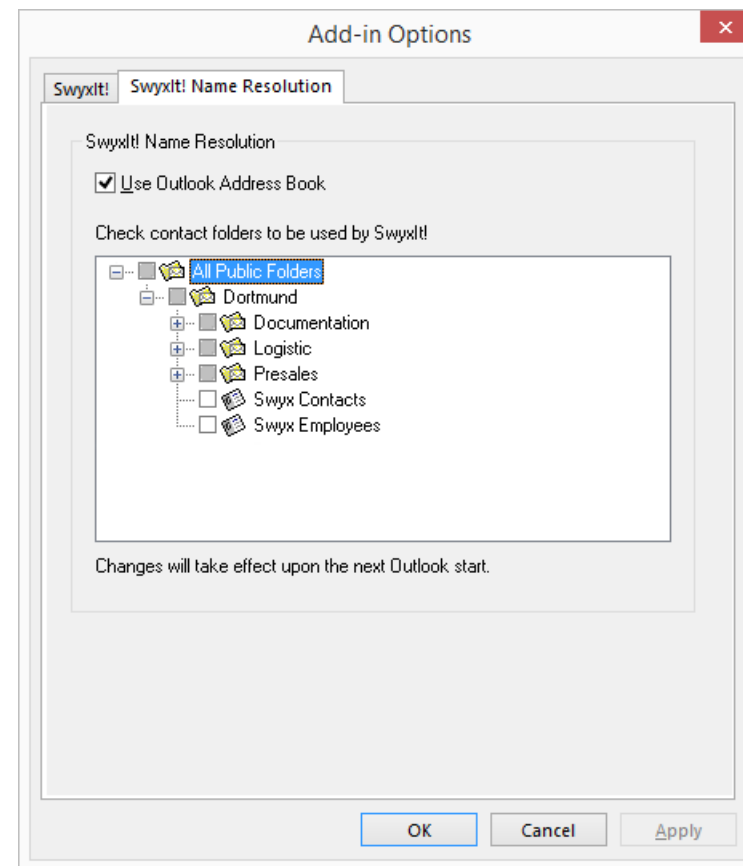 Add-in Options
SwyxIt!
SwyxIt! Name Resolution
SwyxIt! Name Resolution
Use Outlook Address Book
Check contact folders to be used by SwyxIt!
All Public Folders
Dortmund
Documentation
Logistic
Presales
Swyx Contacts
Swyx Employees
Changes will take effect upon the next Outlook start.
OK Cancel Apply